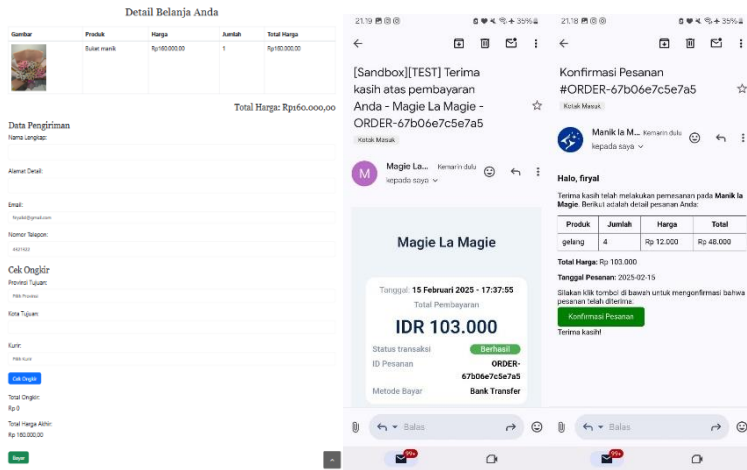 Detail Belanja Anda
Gambar Produk Harga Jumlah Total Harga
Buket manik Rp160.000,00 1 Rp160.000,00
Total Harga: Rp160.000,00
Data Pengiriman
Nama Lengkap:
Alamat Detail:
Email:
Nomor Telepon:
Cek Ongkir
Provinsi Tujuan:
Pilih Provinsi
Kota Tujuan:
Kurir:
Pilih Kurir
Cek Ongkir
Total Ongkir:
Rp 0
Total Harga Akhir:
Rp 160.000,00
Bayar
21.19
35%
[Sandbox][TEST] Terima
kasih atas pembayaran
Anda - Magie La Magie -
ORDER-67b06e7c5e7a5
Kotak Masuk
M
Magie La... Kemarin dulu
kepada saya
Magie La Magie
Tanggal: 15 Februari 2025 - 17:37:55
Total Pembayaran
IDR 103.000
Status transaksi Berhasil
ID Pesanan ORDER-
67b06e7c5e7a5
Metode Bayar Bank Transfer
Balas
99+
21.18
35%
Konfirmasi Pesanan
#ORDER-67b06e7c5e7a5
Kotak Masuk
Manik la M... Kemarin dulu
kepada saya
Halo, firyal
Terima kasih telah melakukan pemesanan pada Manik la
Magie. Berikut adalah detail pesanan Anda:
Produk Jumlah Harga Total
gelang 4 Rp 12.000 Rp 48.000
Total Harga: Rp 103.000
Tanggal Pesanan: 2025-02-15
Silakan klik tombol di bawah untuk mengonfirmasi bahwa
pesanan telah diterima:
Konfirmasi Pesanan
Terima kasih!
Balas
99+